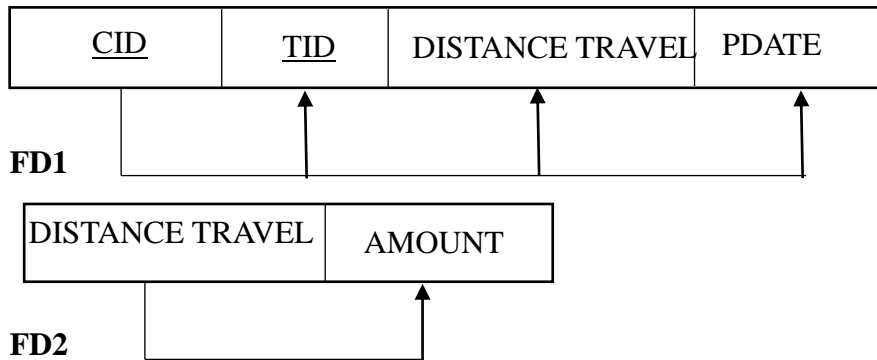 CID TID DISTANCE TRAVEL PDATE
FD1
DISTANCE TRAVEL AMOUNT
FD2